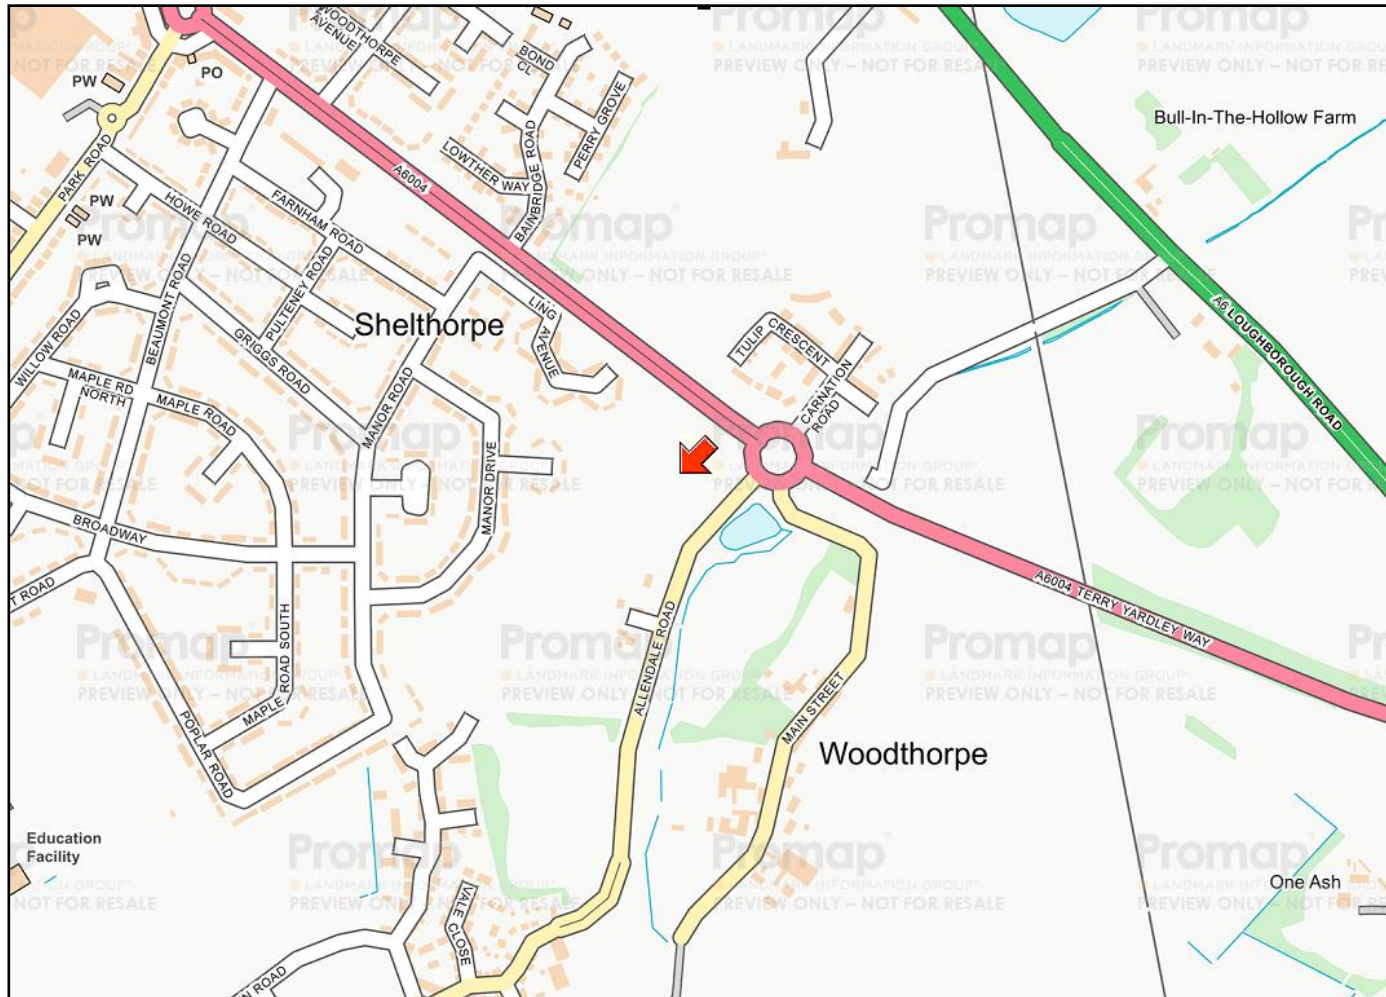 WOODTHORPE
AVENUE
BOND
CL
PW
PO
PERRY GROVE
LOWTHER WAY
BAINBRIDGE ROAD
A6004
PARK ROAD
PW
PW
HOWE ROAD
FARNHAM ROAD
Bull-In-The-Hollow Farm
PULTENEY ROAD
BEAUMONT ROAD
WILLOW ROAD
GRIGGS ROAD
Shelthorpe
LING
AVENUE
TULIP CRESCENT
CARNATION
ROAD
A6 LOUGHBOROUGH ROAD
MAPLE RD
NORTH
MAPLE ROAD
MANOR ROAD
MANOR DRIVE
BROADWAY
T ROAD
A6004 TERRY YARDLEY WAY
ALLENDALE ROAD
MAPLE
ROAD SOUTH
POPLAR ROAD
MAIN STREET
Woodthorpe
Education
Facility
One Ash
VALE
CLOSE
N ROAD
Promap
LANDMARK INFORMATION GROUP
PREVIEW ONLY – NOT FOR RESALE